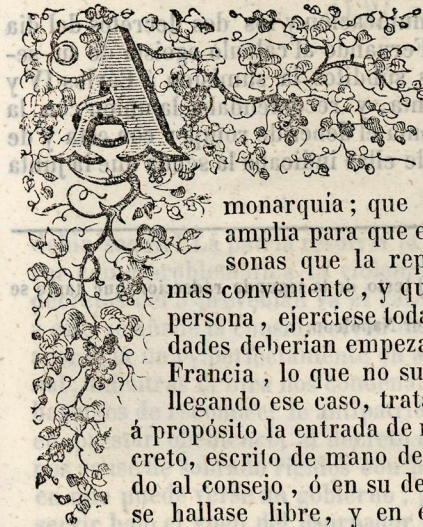 A
monarquía ; que
amplia para que e
sonas que la rep
mas conveniente , y qu
persona , ejerciese toda
dades deberian empeza
Francia , lo que no su
llegando ese caso, trata
á propósito la entrada de
creto, escrito de mano de
do al consejo , ó en su de
se hallase libre, y en e